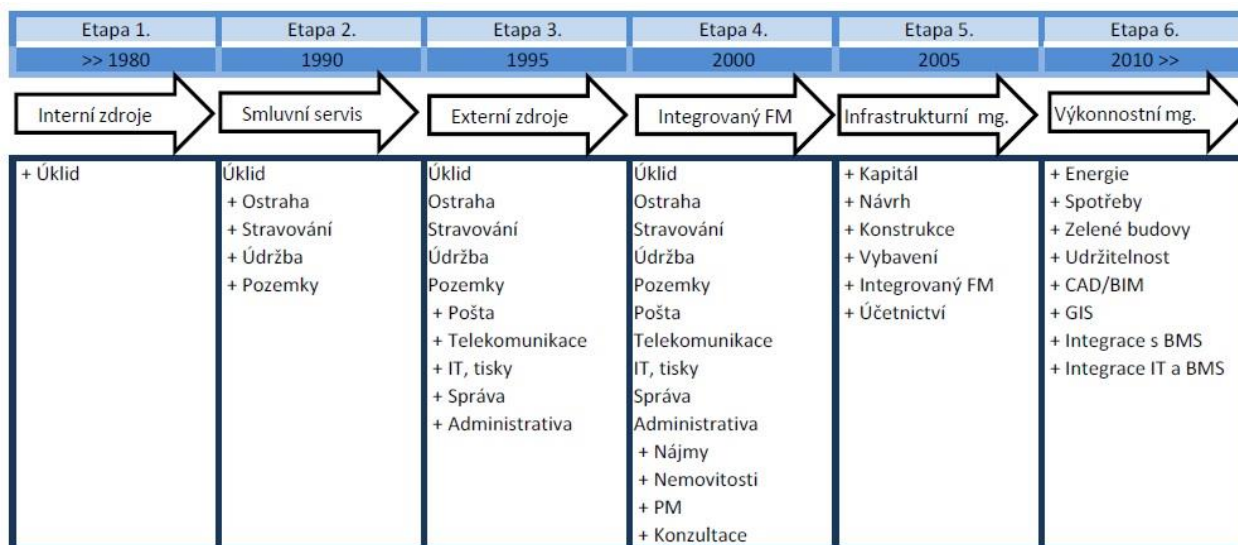 Etapa 1.
Etapa 2.
Etapa 3.
Etapa 4.
Etapa 5.
Etapa 6.
>> 1980
1990
1995
2000
2005
2010 >>
Interní zdroje
Smluvní servis
Externí zdroje
Integrovaný FM
Infrastrukturní mg.
Výkonnostní mg.
+ Úklid
Úklid
+ Ostraha
+ Stravování
+ Údržba
+ Pozemky
Úklid
Ostraha
Stravování
Údržba
Pozemky
+ Pošta
+ Telekomunikace
+ IT, tisky
+ Správa
+ Administrativa
Úklid
Ostraha
Stravování
Údržba
Pozemky
Pošta
Telekomunikace
IT, tisky
Správa
Administrativa
+ Nájmy
+ Nemovitosti
+ PM
+ Konzultace
+ Kapitál
+ Návrh
+ Konstrukce
+ Vybavení
+ Integrovaný FM
+ Účetnictví
+ Energie
+ Spotřeby
+ Zelené budovy
+ Udržitelnost
+ CAD/BIM
+ GIS
+ Integrace s BMS
+ Integrace IT a BMS